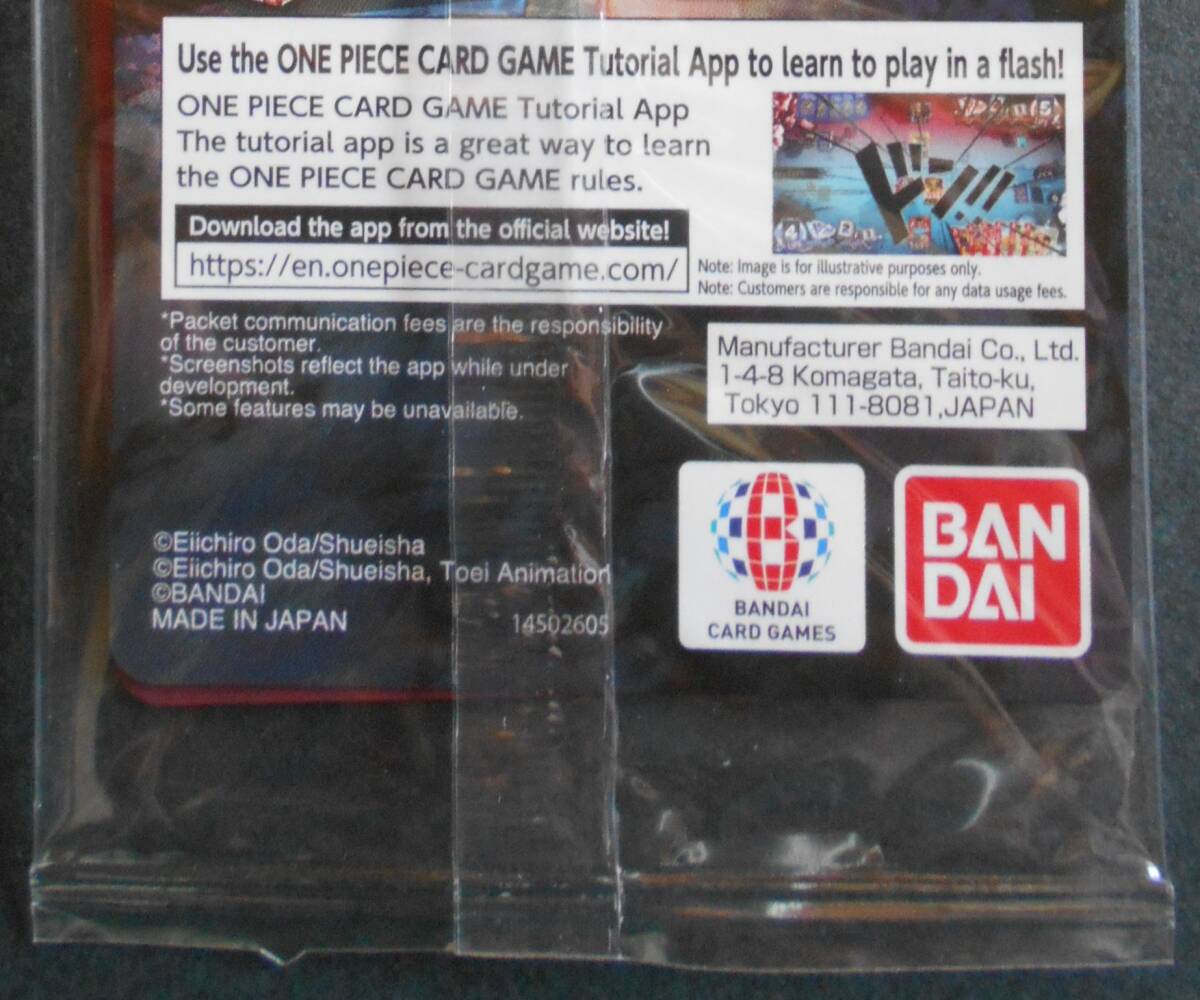 Use the ONE PIECE CARD GAME Tutorial App to learn to play in a flash!
ONE PIECE CARD GAME Tutorial App
The tutorial app is a great way to learn
the ONE PIECE CARD GAME rules.
Download the app from the official website!
https://en.onepiece-cardgame.com/
Note: Image is for illustrative purposes only.
Note: Customers are responsible for any data usage fees.
*Packet communication fees are the responsibility
of the customer.
*Screenshots reflect the app while under
development.
*Some features may be unavailable.
Manufacturer Bandai Co., Ltd.
1-4-8 Komagata, Taito-ku,
Tokyo 111-8081,JAPAN
©Eiichiro Oda/Shueisha
©Eiichiro Oda/Shueisha, Toei Animation
©BANDAI
MADE IN JAPAN 14502605
BANDAI
CARD GAMES
BAN
DAI